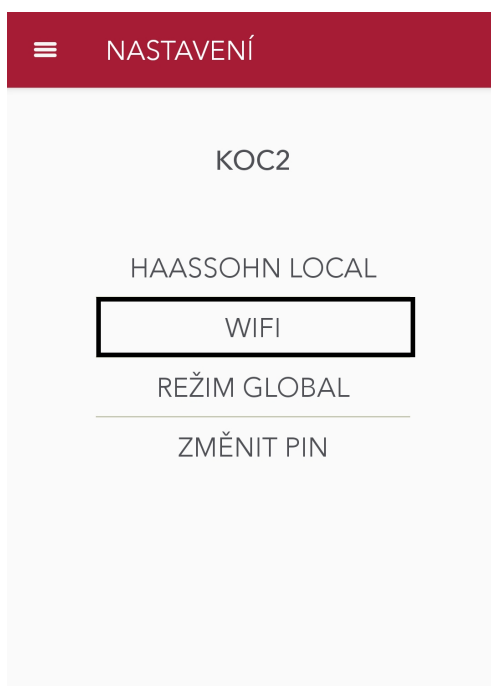 NASTAVENÍ
KOC2
HAASSOHN LOCAL
WIFI
REŽIM GLOBAL
ZMĚNIT PIN